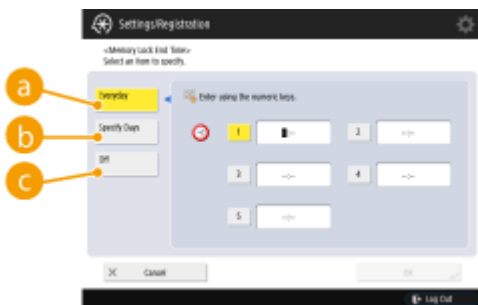 Settings/Registration
<Memory Lock End Time>
Select an item to specify.
a
Everyday
Enter using the numeric keys.
b
Specify Days
1
--:--
2
--:--
c
Off
3
--:--
4
--:--
5
--:--
Cancel
OK
Log Out